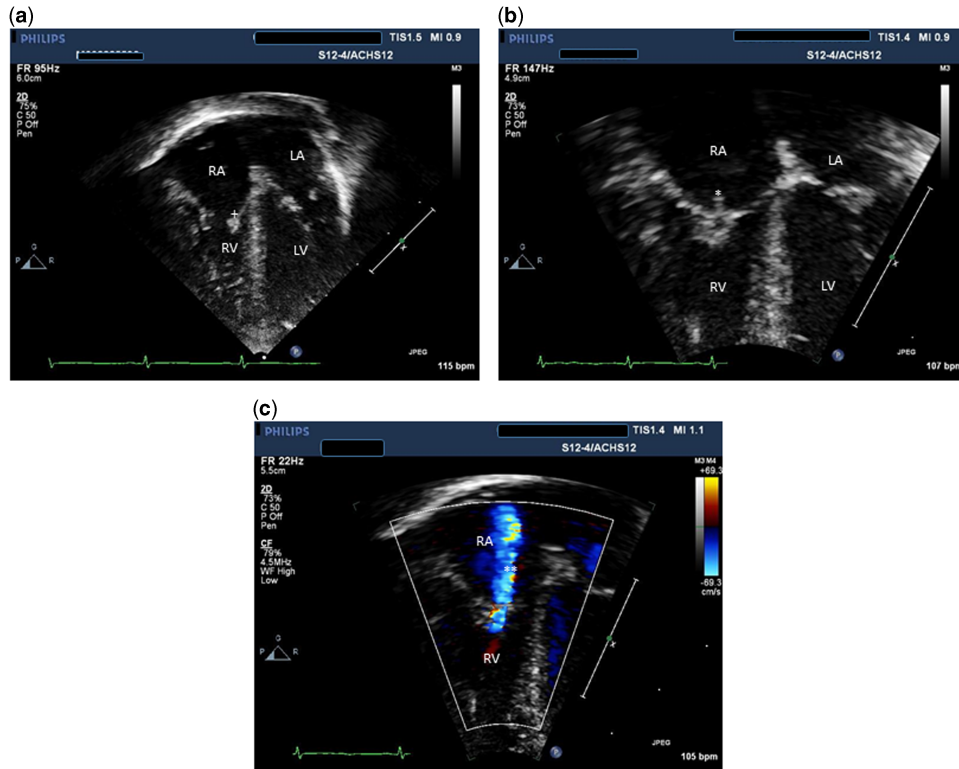 (a)
PHILIPS
TIS1.5 MI 0.9
S12-4/ACHS12
FR 95Hz
6.0cm
2D
75%
C 50
P Off
Pen
M3
RA
LA
+
RV
LV
G
P R
x
P
JPEG
115 bpm
(b)
PHILIPS
TIS1.4 MI 0.9
S12-4/ACHS12
FR 147Hz
4.9cm
2D
73%
C 50
P Off
Pen
M3
RA
LA
*
RV
LV
G
P R
x
P
JPEG
107 bpm
(c)
PHILIPS
TIS1.4 MI 1.1
S12-4/ACHS12
FR 22Hz
5.5cm
2D
73%
C 50
P Off
Pen
CF
79%
4.5MHz
WF High
Low
M3 M4
+69.3
-69.3
cm/s
RA
**
RV
G
P R
x
P
JPEG
105 bpm